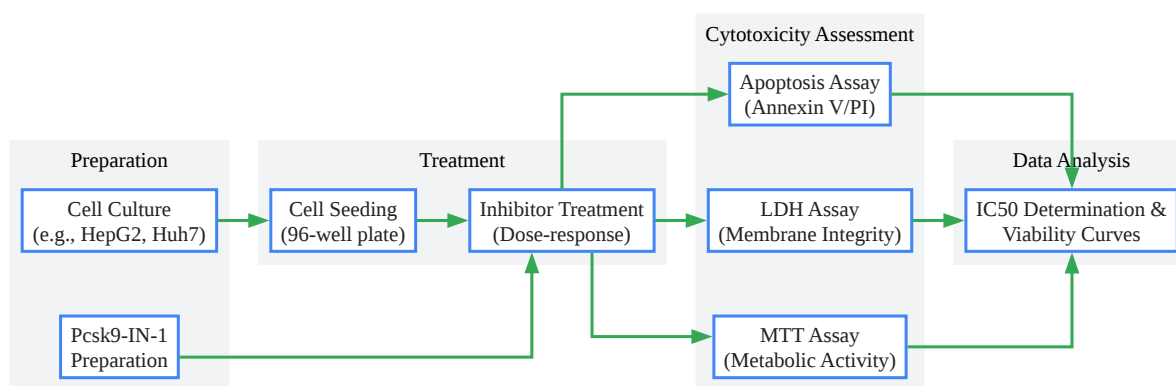 Preparation
Cell Culture
(e.g., HepG2, Huh7)
Pcsk9-IN-1
Preparation
Treatment
Cell Seeding
(96-well plate)
Inhibitor Treatment
(Dose-response)
Cytotoxicity Assessment
Apoptosis Assay
(Annexin V/PI)
LDH Assay
(Membrane Integrity)
MTT Assay
(Metabolic Activity)
Data Analysis
IC50 Determination &
Viability Curves